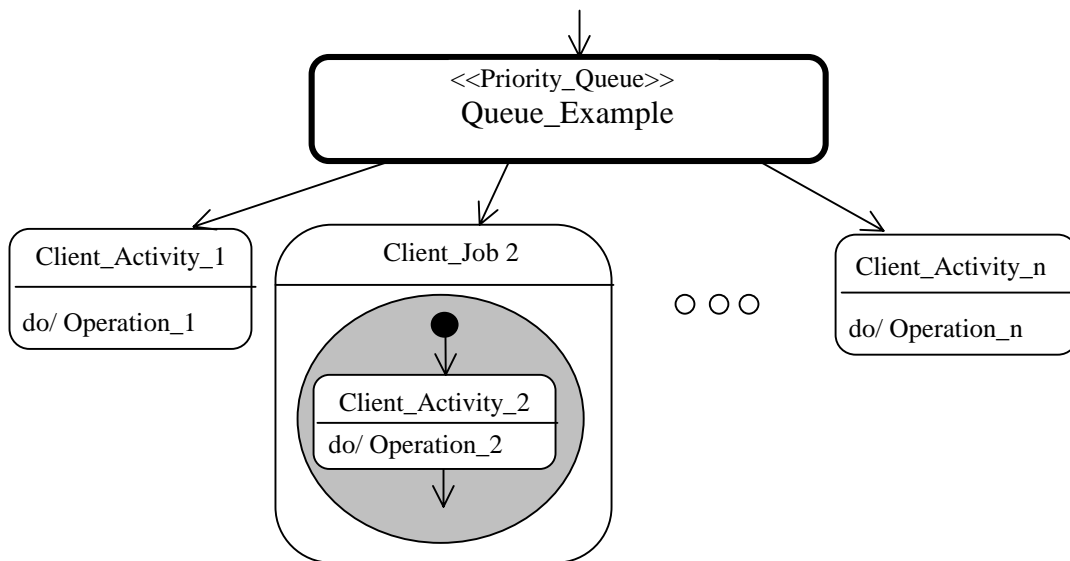 <<Priority_Queue>>
Queue_Example
Client_Activity_1
do/ Operation_1
Client_Job 2
Client_Activity_2
do/ Operation_2
Client_Activity_n
do/ Operation_n